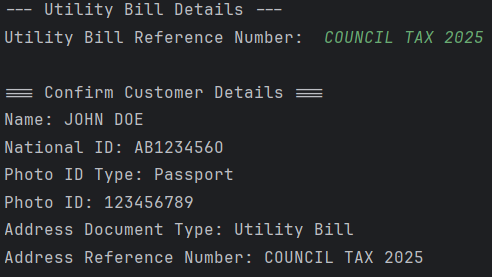 --- Utility Bill Details ---
Utility Bill Reference Number: COUNCIL TAX 2025
=== Confirm Customer Details ===
Name: JOHN DOE
National ID: AB1234560
Photo ID Type: Passport
Photo ID: 123456789
Address Document Type: Utility Bill
Address Reference Number: COUNCIL TAX 2025